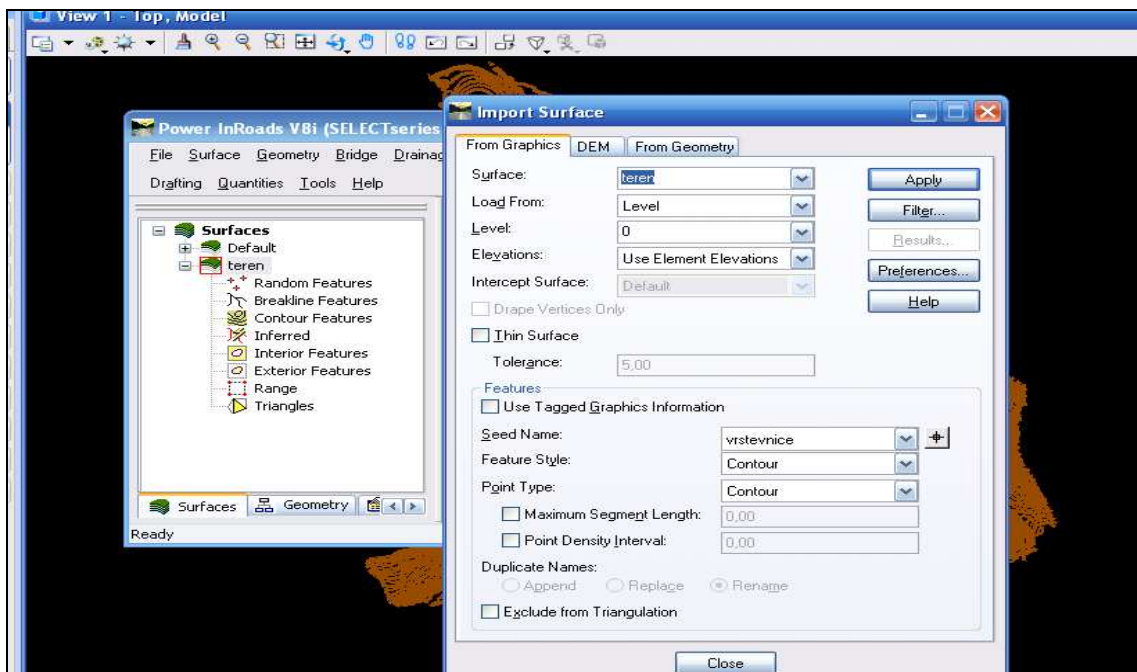 View 1 - Top, Model
Power InRoads V8i (SELECTseries
File Surface Geometry Bridge Drainag
Drafting Quantities Tools Help
Surfaces
Default
teren
Random Features
Breakline Features
Contour Features
Inferred
Interior Features
Exterior Features
Range
Triangles
Surfaces Geometry
Ready
Import Surface
From Graphics DEM From Geometry
Surface: teren Apply
Load From: Level Filter...
Level: 0 Results...
Elevations: Use Element Elevations Preferences...
Intercept Surface: Default Help
Drape Vertices Only
Thin Surface
Tolerance: 5,00
Features
Use Tagged Graphics Information
Seed Name: vrstevnice
Feature Style: Contour
Point Type: Contour
Maximum Segment Length: 0,00
Point Density Interval: 0,00
Duplicate Names:
Append Replace Rename
Exclude from Triangulation
Close